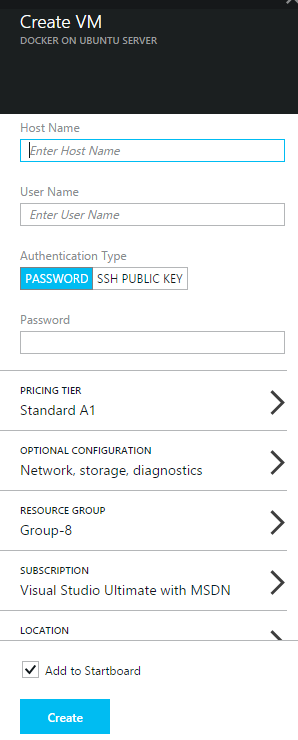 Create VM
DOCKER ON UBUNTU SERVER
Host Name
Enter Host Name
User Name
Enter User Name
Authentication Type
PASSWORD SSH PUBLIC KEY
Password
PRICING TIER
Standard A1
OPTIONAL CONFIGURATION
Network, storage, diagnostics
RESOURCE GROUP
Group-8
SUBSCRIPTION
Visual Studio Ultimate with MSDN
LOCATION
Add to Startboard
Create